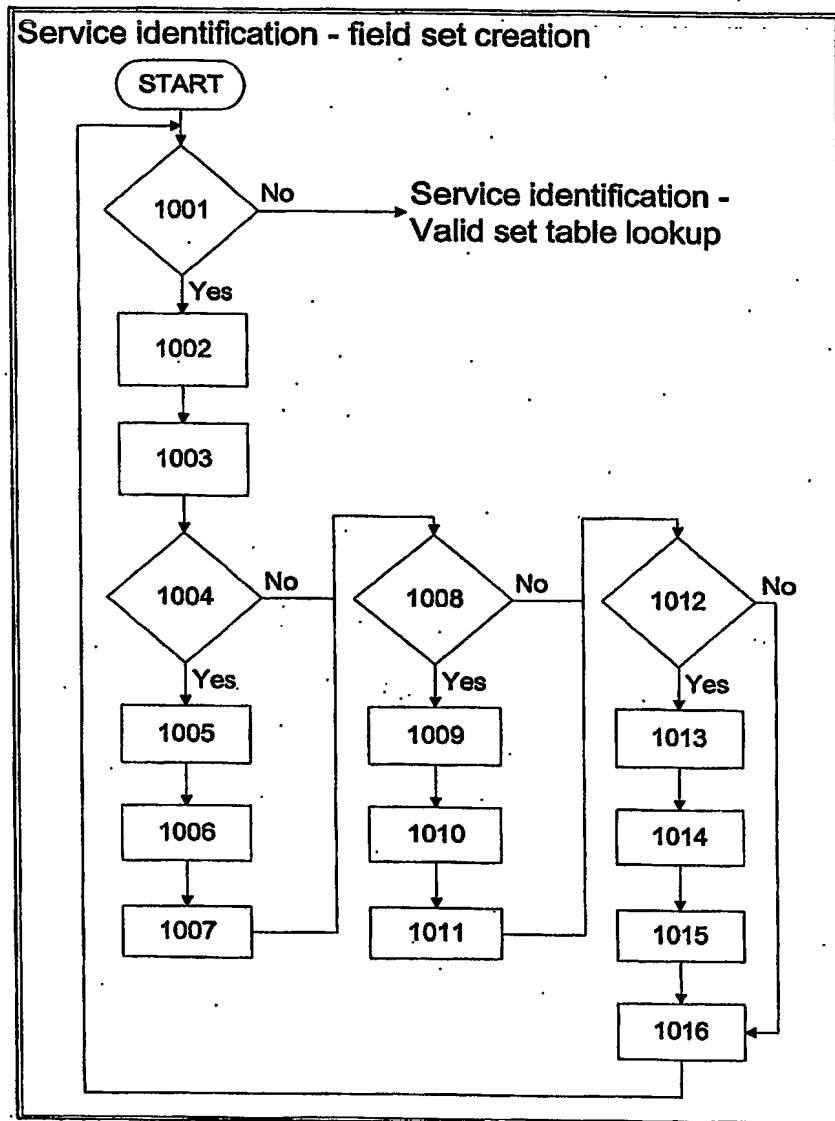 Service identification - field set creation
START
1001
No
Service identification -
Valid set table lookup
Yes
1002
1003
1004
No
1008
No
1012
No
Yes
Yes
Yes
1005
1009
1013
1006
1010
1014
1007
1011
1015
1016